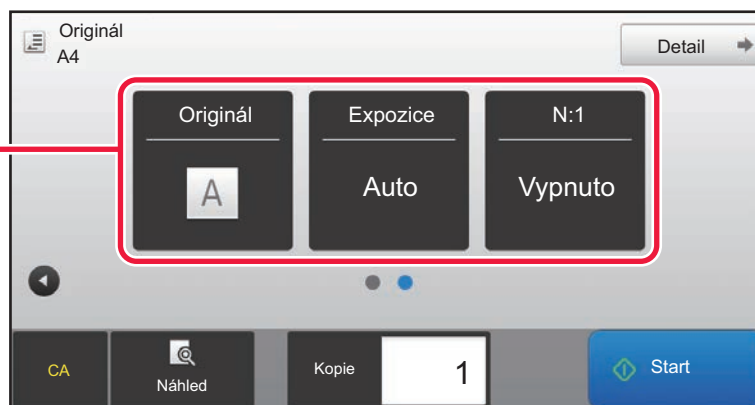 Originál
A4
Detail
Originál
Expozice
N:1
A
Auto
Vypnuto
CA
Náhled
Kopie
1
Start